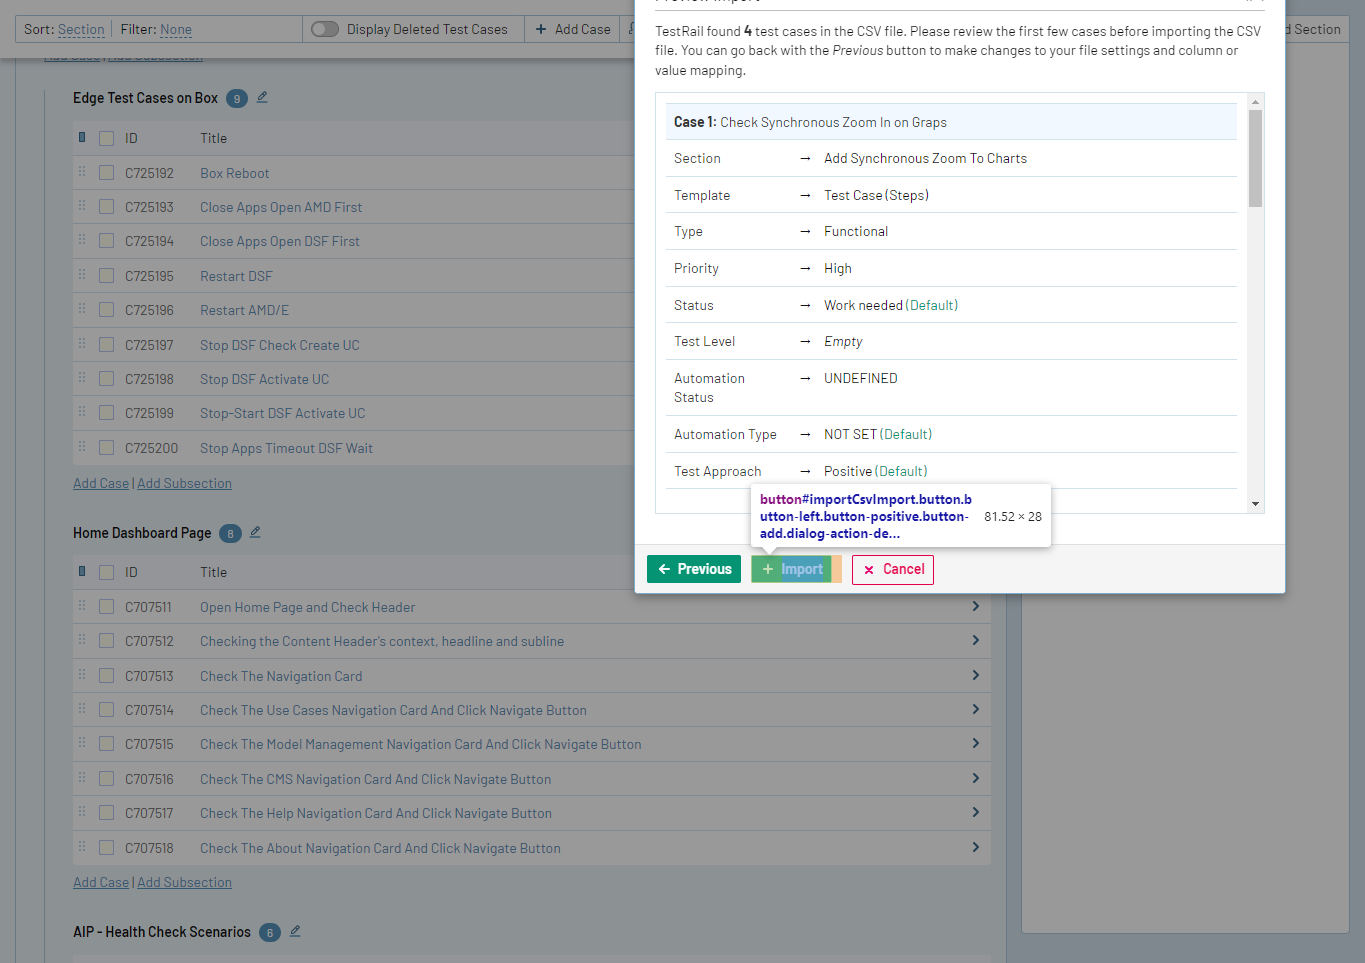 Sort: Section
Filter: None
Display Deleted Test Cases
+ Add Case
d Section
Edge Test Cases on Box 9
ID Title
C725192 Box Reboot
C725193 Close Apps Open AMD First
C725194 Close Apps Open DSF First
C725195 Restart DSF
C725196 Restart AMD/E
C725197 Stop DSF Check Create UC
C725198 Stop DSF Activate UC
C725199 Stop-Start DSF Activate UC
C725200 Stop Apps Timeout DSF Wait
Add Case | Add Subsection
Home Dashboard Page 8
ID Title
C707511 Open Home Page and Check Header
C707512 Checking the Content Header's context, headline and subline
C707513 Check The Navigation Card
C707514 Check The Use Cases Navigation Card And Click Navigate Button
C707515 Check The Model Management Navigation Card And Click Navigate Button
C707516 Check The CMS Navigation Card And Click Navigate Button
C707517 Check The Help Navigation Card And Click Navigate Button
C707518 Check The About Navigation Card And Click Navigate Button
Add Case | Add Subsection
AIP - Health Check Scenarios 6
TestRail found 4 test cases in the CSV file. Please review the first few cases before importing the CSV
file. You can go back with the Previous button to make changes to your file settings and column or
value mapping.
Case 1: Check Synchronous Zoom In on Graps
Section → Add Synchronous Zoom To Charts
Template → Test Case (Steps)
Type → Functional
Priority → High
Status → Work needed (Default)
Test Level → Empty
Automation → UNDEFINED
Status
Automation Type → NOT SET (Default)
Test Approach → Positive (Default)
button#importCsvImport.button.b
utton-left.button-positive.button-
add.dialog-action-de...
81.52 × 28
← Previous
+ Import
× Cancel